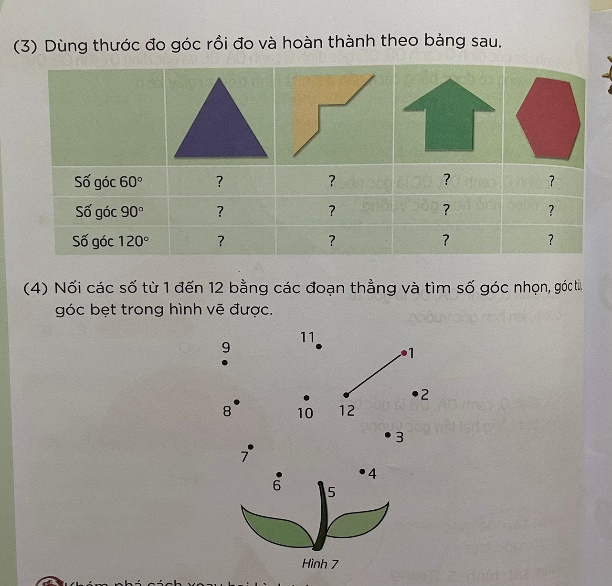 (3) Dùng thước đo góc rồi đo và hoàn thành theo bảng sau.
Số góc 60° ? ? ? ?
Số góc 90° ? ? ? ?
Số góc 120° ? ? ? ?
(4) Nối các số từ 1 đến 12 bằng các đoạn thẳng và tìm số góc nhọn, góc tù,
góc bẹt trong hình vẽ được.
11
9
1
2
8
10
12
3
7
4
6
5
Hình 7